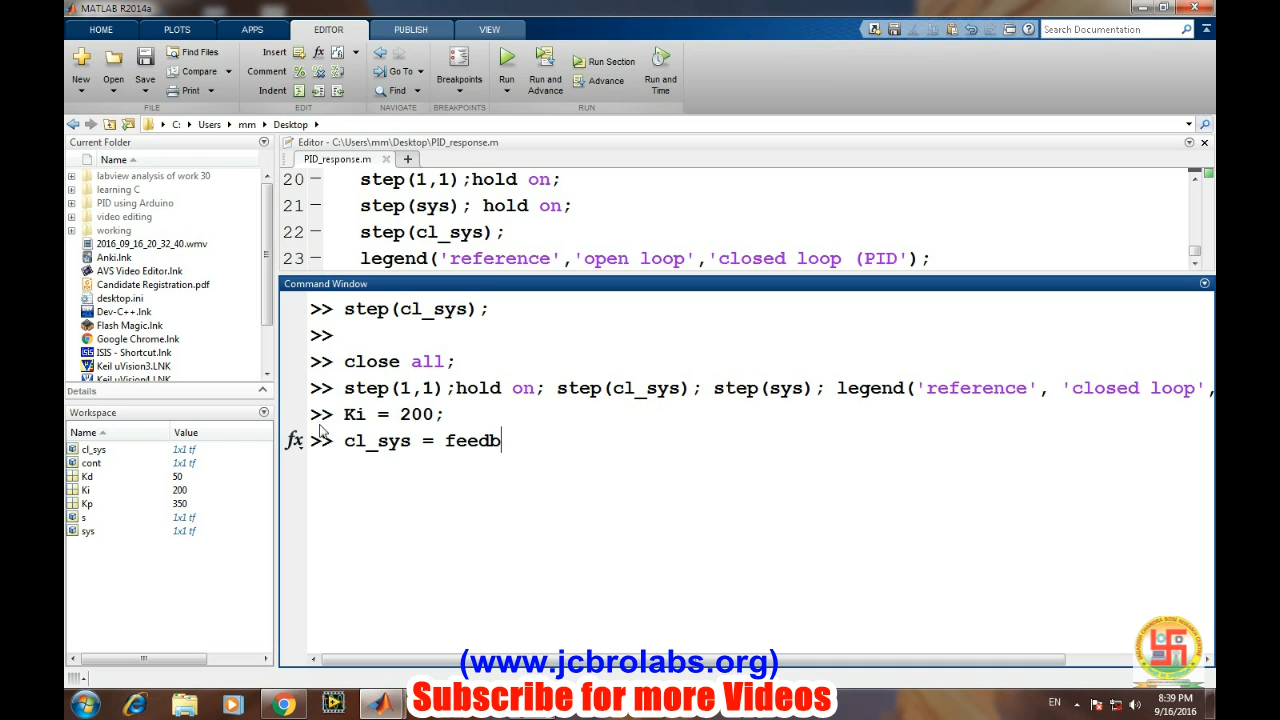 MATLAB R2014a
HOME PLOTS APPS EDITOR PUBLISH VIEW Search Documentation
New Open Save Find Files Compare Print Insert Comment Indent fx Go To Find Breakpoints Run Run and Advance Run Section Advance Run and Time
FILE EDIT NAVIGATE BREAKPOINTS RUN
C: Users mm Desktop
Current Folder
Name
labview analysis of work 30
learning C
PID using Arduino
video editing
working
2016_09_16_20_32_40.wmv
Anki.lnk
AVS Video Editor.lnk
Candidate Registration.pdf
desktop.ini
Dev-C++.lnk
Flash Magic.lnk
Google Chrome.lnk
ISIS - Shortcut.lnk
Keil uVision3.LNK
Keil uVision4.LNK
Details
Workspace
Name Value
cl_sys 1x1 tf
cont 1x1 tf
Kd 50
Ki 200
Kp 350
s 1x1 tf
sys 1x1 tf
Editor - C:\Users\mm\Desktop\PID_response.m
PID_response.m
20 – step(1,1);hold on;
21 – step(sys); hold on;
22 – step(cl_sys);
23 – legend('reference','open loop','closed loop (PID');
Command Window
>> step(cl_sys);
>>
>> close all;
>> step(1,1);hold on; step(cl_sys); step(sys); legend('reference', 'closed loop',
>> Ki = 200;
fx >> cl_sys = feedb
(www.jcbrolabs.org)
Subscribe for more Videos
EN 8:39 PM
9/16/2016